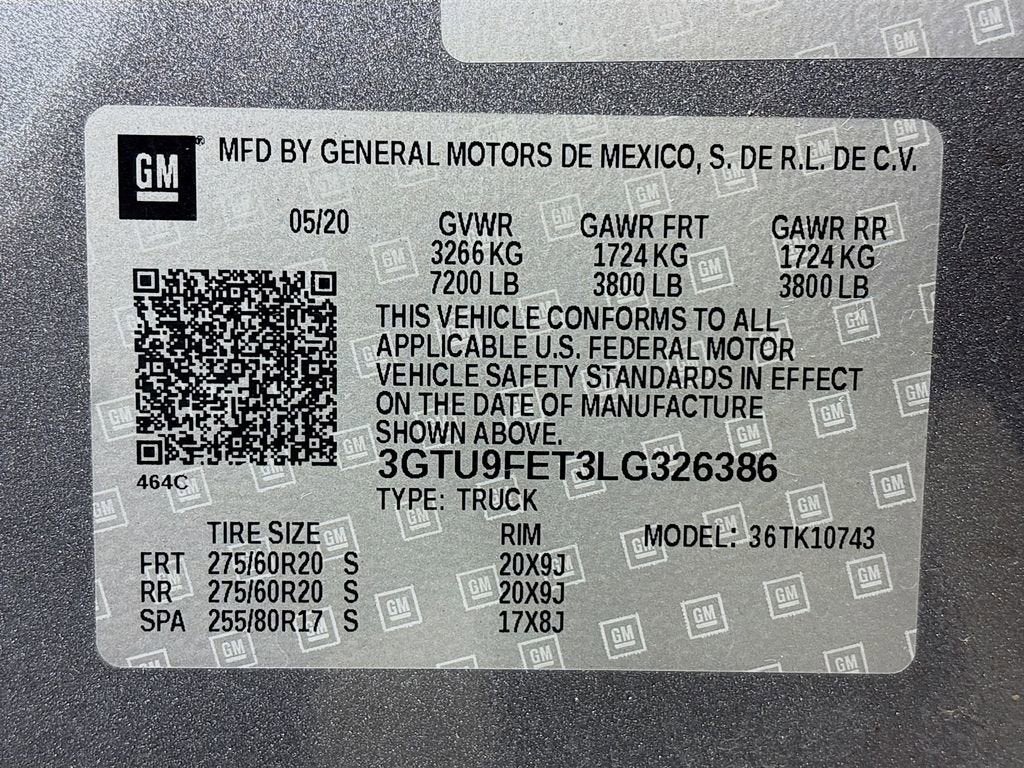 GM
MFD BY GENERAL MOTORS DE MEXICO, S. DE R.L. DE C.V.
05/20 GVWR GAWR FRT GAWR RR
3266 KG 1724 KG 1724 KG
7200 LB 3800 LB 3800 LB
THIS VEHICLE CONFORMS TO ALL
APPLICABLE U.S. FEDERAL MOTOR
VEHICLE SAFETY STANDARDS IN EFFECT
ON THE DATE OF MANUFACTURE
SHOWN ABOVE.
3GTU9FET3LG326386
464C
TYPE: TRUCK
TIRE SIZE RIM MODEL: 36TK10743
FRT 275/60R20 S 20X9J
RR 275/60R20 S 20X9J
SPA 255/80R17 S 17X8J